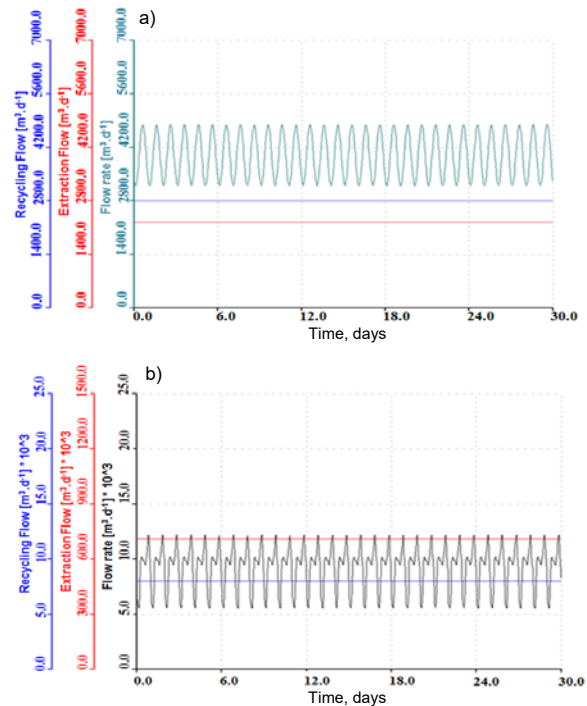 a)
Recycling Flow [m³.d⁻¹]
0.0 1400.0 2800.0 4200.0 5600.0 7000.0
Extraction Flow [m³.d⁻¹]
0.0 1400.0 2800.0 4200.0 5600.0 7000.0
Flow rate [m³.d⁻¹]
0.0 1400.0 2800.0 4200.0 5600.0 7000.0
0.0 6.0 12.0 18.0 24.0 30.0
Time, days
b)
Recycling Flow [m³.d⁻¹] * 10^3
0.0 5.0 10.0 15.0 20.0 25.0
Extraction Flow [m³.d⁻¹] * 10^3
0.0 300.0 600.0 900.0 1200.0 1500.0
Flow rate [m³.d⁻¹] * 10^3
0.0 5.0 10.0 15.0 20.0 25.0
0.0 6.0 12.0 18.0 24.0 30.0
Time, days